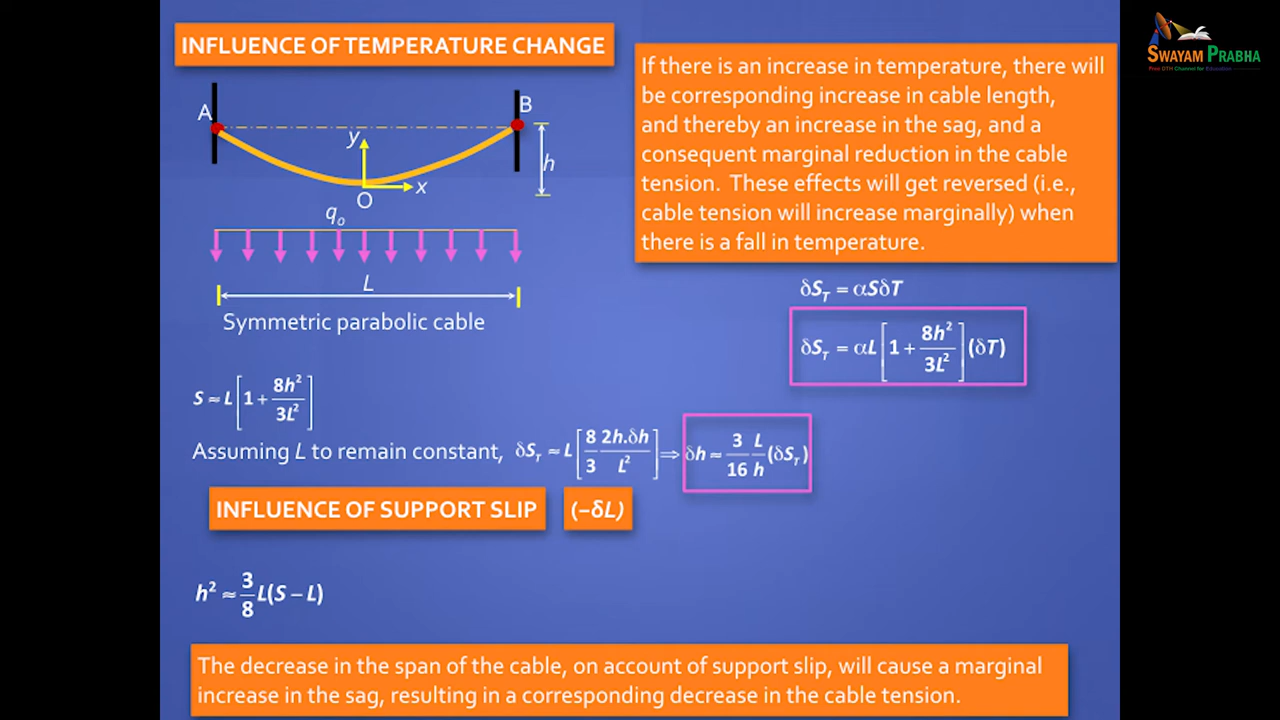 INFLUENCE OF TEMPERATURE CHANGE
SWAYAM PRABHA
Free DTH Channel for Education
A
B
y
h
x
O
q₀
L
Symmetric parabolic cable
If there is an increase in temperature, there will
be corresponding increase in cable length,
and thereby an increase in the sag, and a
consequent marginal reduction in the cable
tension. These effects will get reversed (i.e.,
cable tension will increase marginally) when
there is a fall in temperature.
δS_T = αSδT
δS_T = αL[1 + 8h²/3L²](δT)
S ≈ L[1 + 8h²/3L²]
Assuming L to remain constant, δS_T ≈ L[8/3 2h.δh/L²] ⇒ δh ≈ 3/16 L/h (δS_T)
INFLUENCE OF SUPPORT SLIP (−δL)
h² ≈ 3/8 L(S − L)
The decrease in the span of the cable, on account of support slip, will cause a marginal
increase in the sag, resulting in a corresponding decrease in the cable tension.